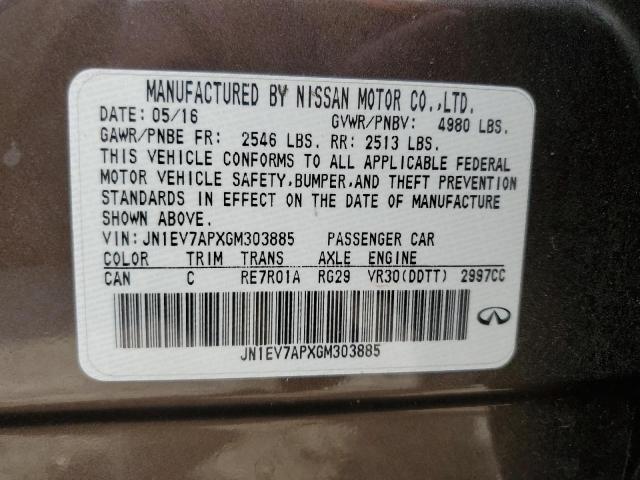 MANUFACTURED BY NISSAN MOTOR CO.,LTD.
DATE: 05/16 GVWR/PNBV: 4980 LBS.
GAWR/PNBE FR: 2546 LBS. RR: 2513 LBS.
THIS VEHICLE CONFORMS TO ALL APPLICABLE FEDERAL
MOTOR VEHICLE SAFETY,BUMPER,AND THEFT PREVENTION
STANDARDS IN EFFECT ON THE DATE OF MANUFACTURE
SHOWN ABOVE.
VIN: JN1EV7APXGM303885 PASSENGER CAR
COLOR TRIM TRANS AXLE ENGINE
CAN C RE7R01A RG29 VR30(DDTT) 2997CC
JN1EV7APXGM303885